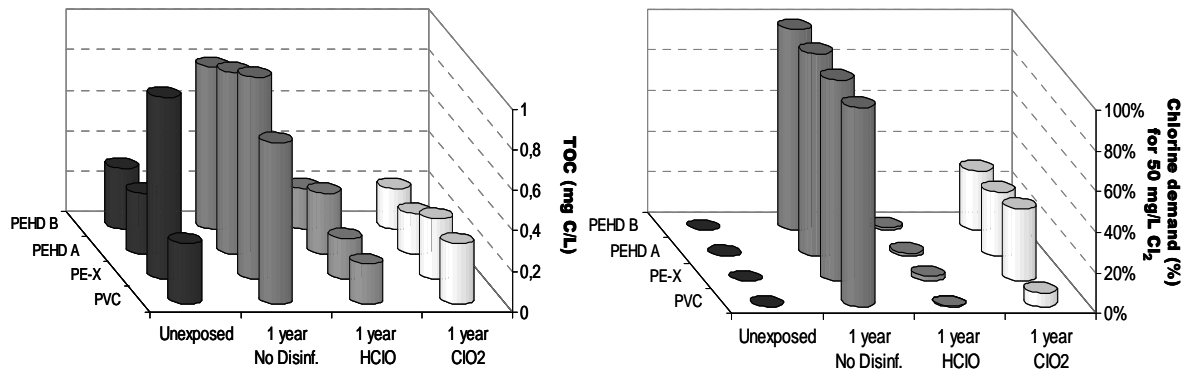 1
0,8
0,6
0,4
0,2
0
TOC (mg C/L)
PEHD B
PEHD A
PE-X
PVC
Unexposed
1 year
No Disinf.
1 year
HClO
1 year
ClO2
100%
80%
60%
40%
20%
0%
Chlorine demand (%)
for 50 mg/L Cl2
PEHD B
PEHD A
PE-X
PVC
Unexposed
1 year
No Disinf.
1 year
HClO
1 year
ClO2